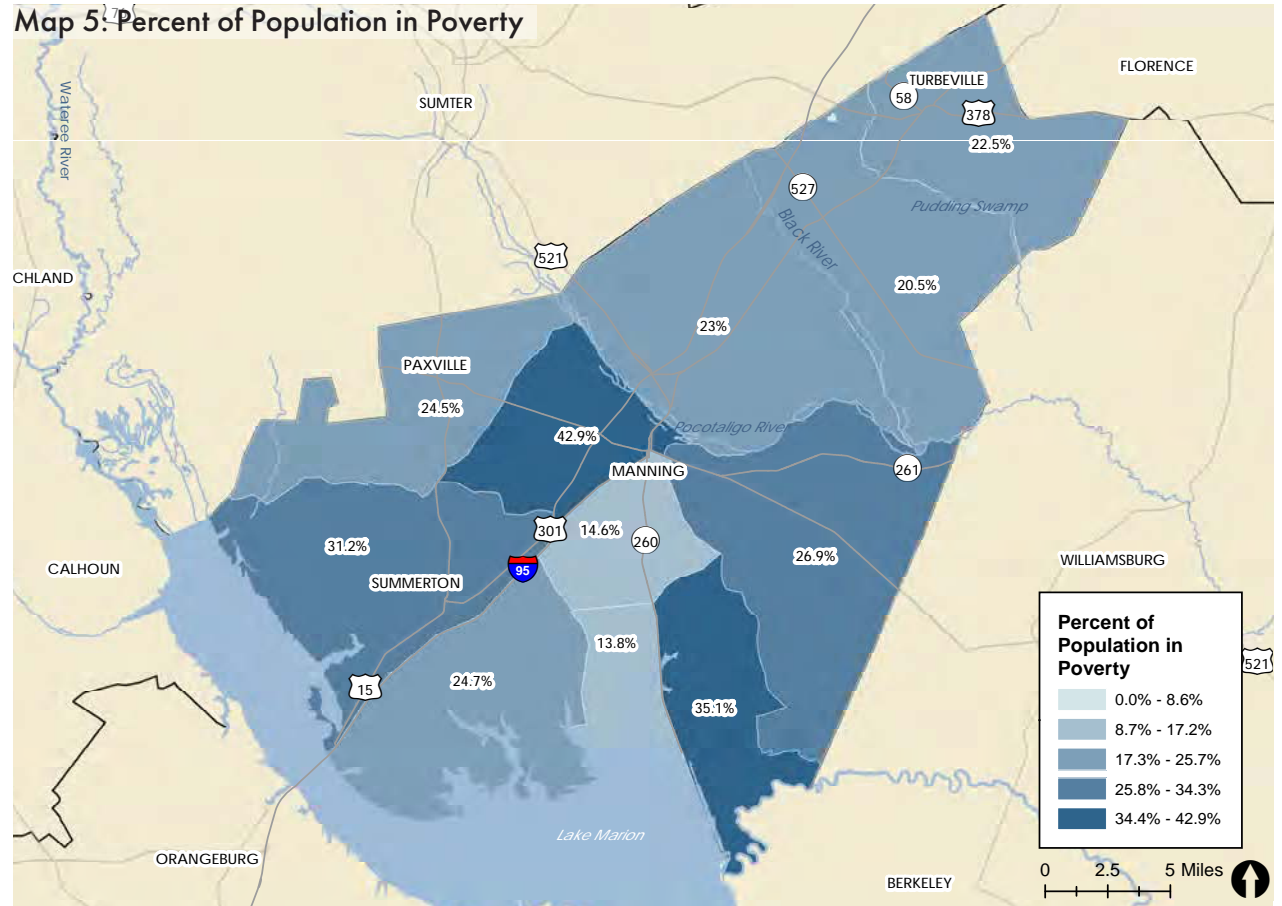 Map 5: Percent of Population in Poverty
TURBEVILLE
FLORENCE
58
SUMTER
378
22.5%
Wateree River
527
Pudding Swamp
Black River
521
CHLAND
20.5%
23%
PAXVILLE
24.5%
42.9%
Pocotaligo River
MANNING
261
301
14.6%
260
31.2%
26.9%
WILLIAMSBURG
CALHOUN
95
SUMMERTON
13.8%
24.7%
15
35.1%
521
Lake Marion
ORANGEBURG
BERKELEY
Percent of
Population in
Poverty
0.0% - 8.6%
8.7% - 17.2%
17.3% - 25.7%
25.8% - 34.3%
34.4% - 42.9%
0 2.5 5 Miles